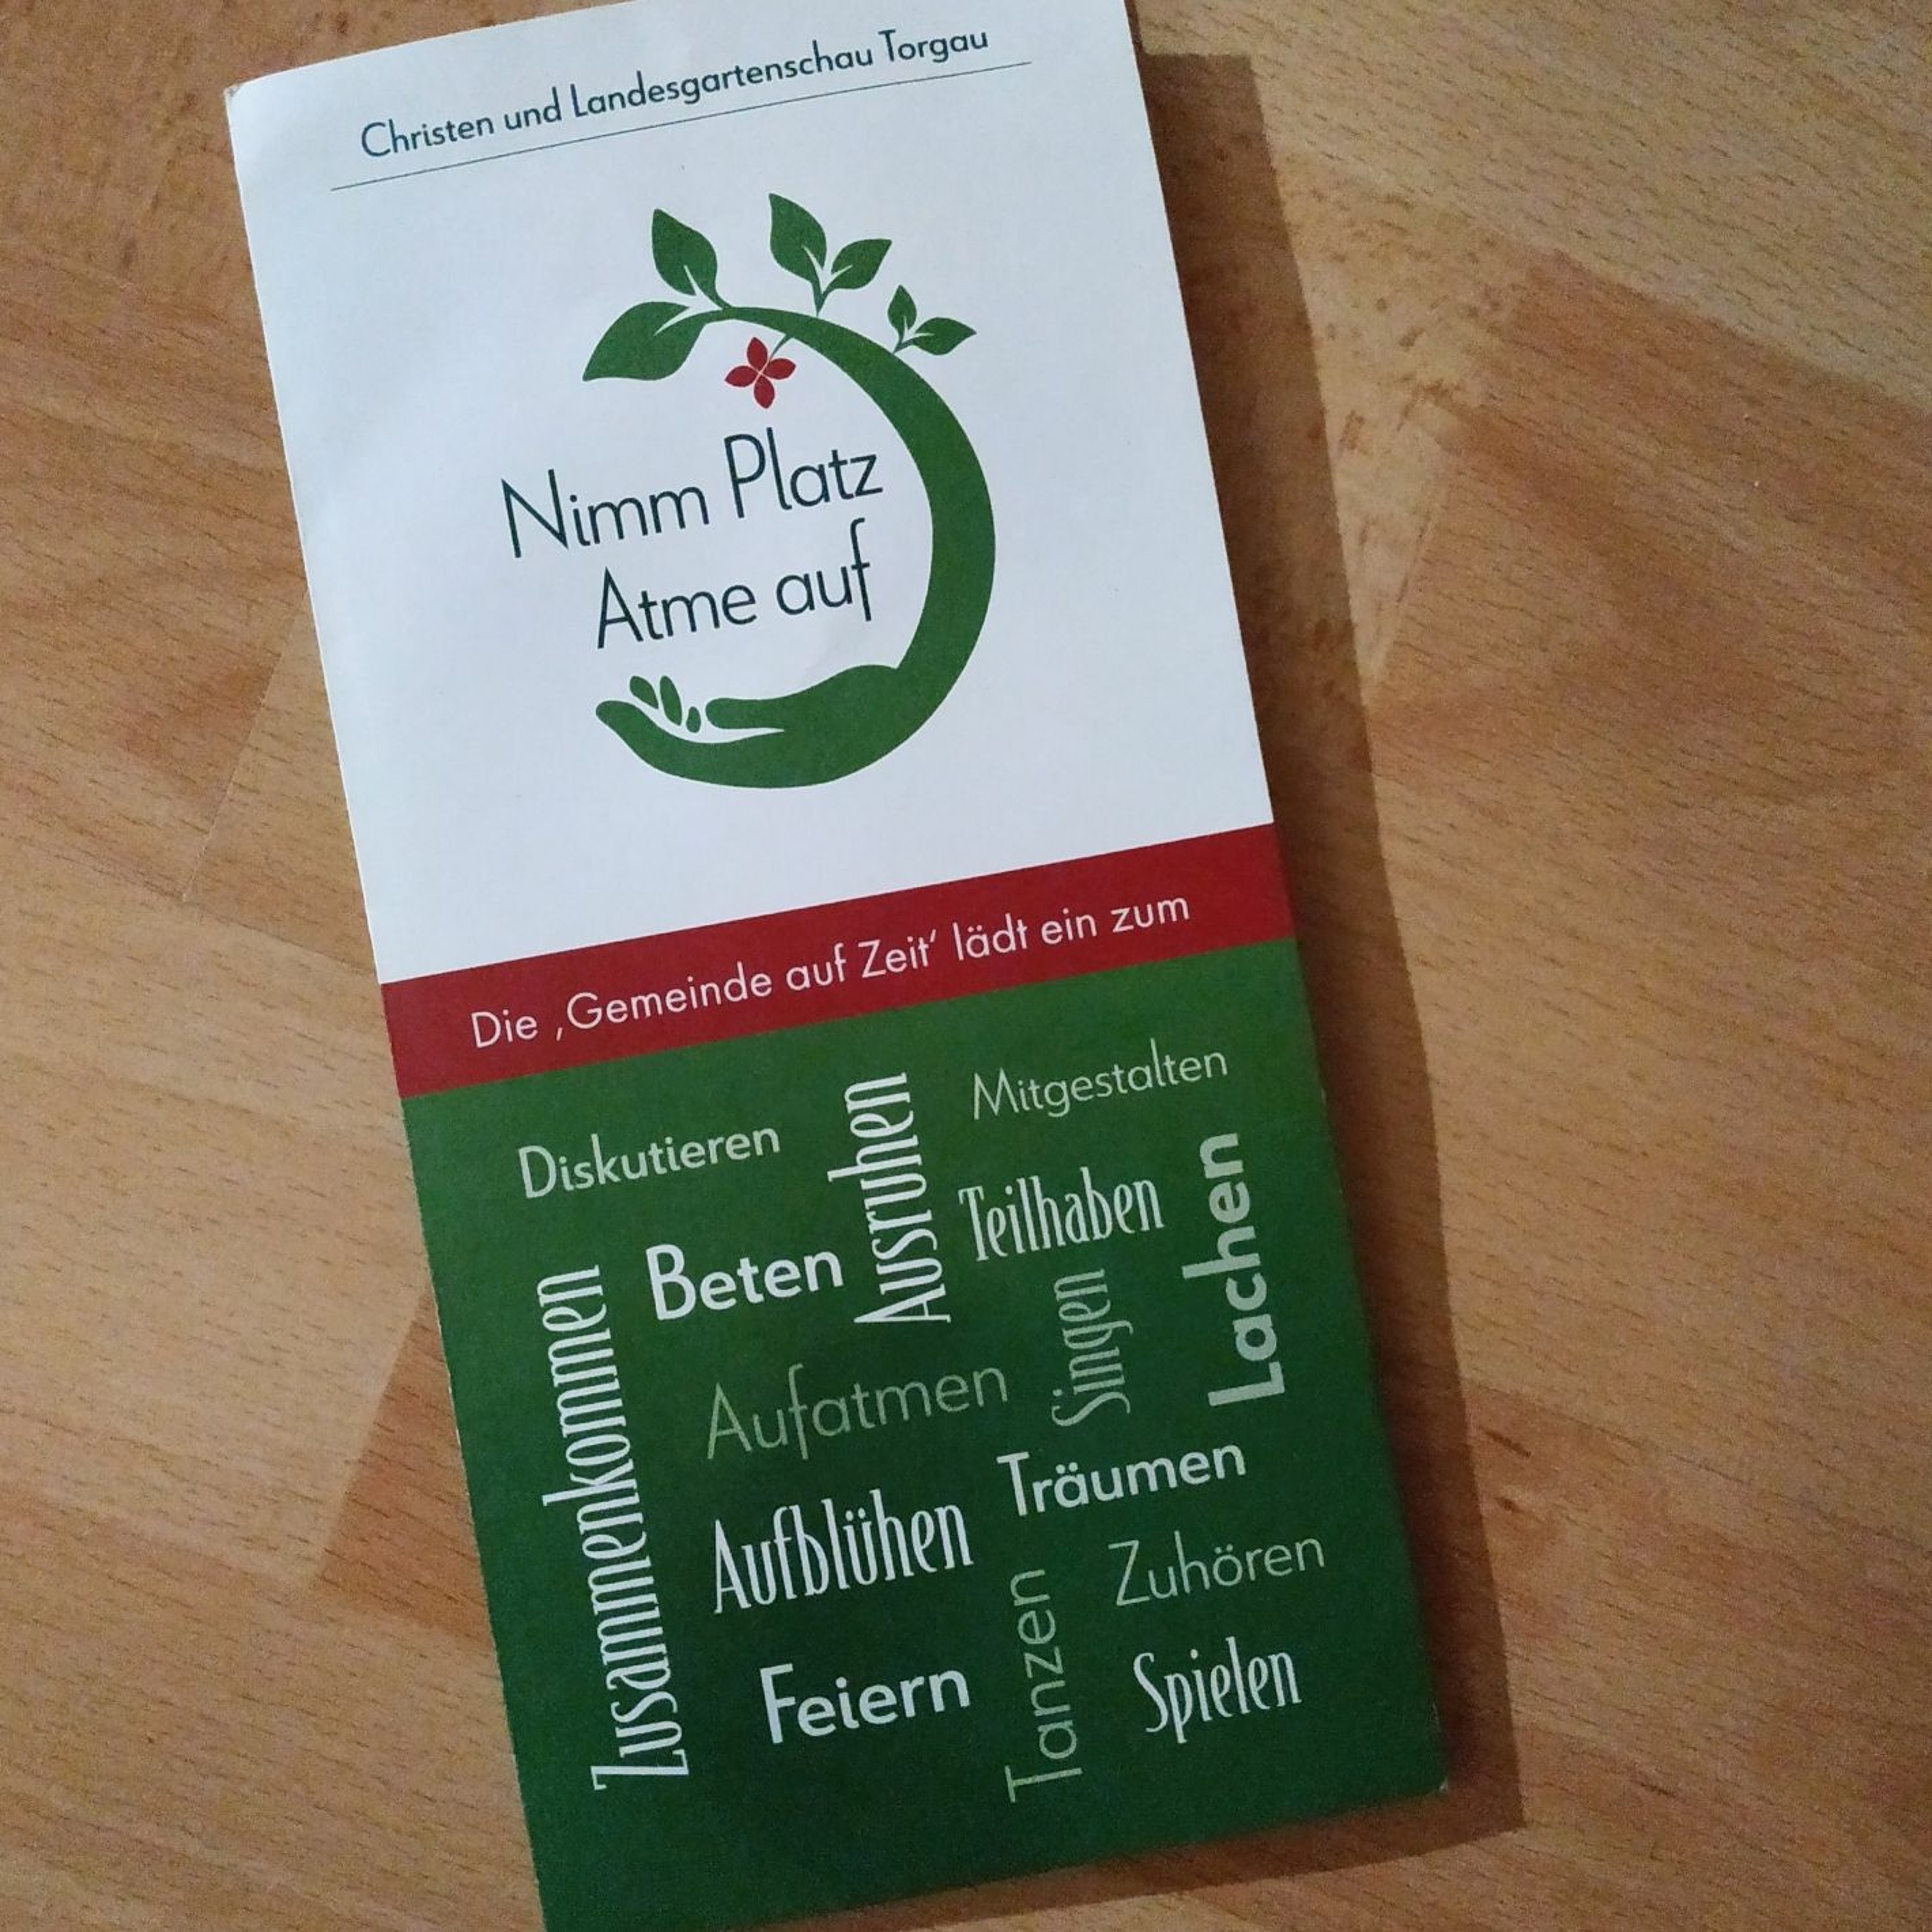 Christen und Landesgartenschau Torgau
Nimm Platz
Atme auf
Die ‚Gemeinde auf Zeit‘ lädt ein zum
Diskutieren
Ausruhen
Mitgestalten
Beten
Teilhaben
Lachen
Zusammenkommen
Aufatmen
Singen
Aufblühen
Träumen
Zuhören
Feiern
Tanzen
Spielen